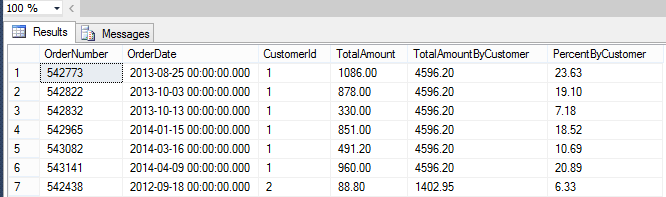 100 %
Results Messages
OrderNumber OrderDate CustomerId TotalAmount TotalAmountByCustomer PercentByCustomer
1 542773 2013-08-25 00:00:00.000 1 1086.00 4596.20 23.63
2 542822 2013-10-03 00:00:00.000 1 878.00 4596.20 19.10
3 542832 2013-10-13 00:00:00.000 1 330.00 4596.20 7.18
4 542965 2014-01-15 00:00:00.000 1 851.00 4596.20 18.52
5 543082 2014-03-16 00:00:00.000 1 491.20 4596.20 10.69
6 543141 2014-04-09 00:00:00.000 1 960.00 4596.20 20.89
7 542438 2012-09-18 00:00:00.000 2 88.80 1402.95 6.33